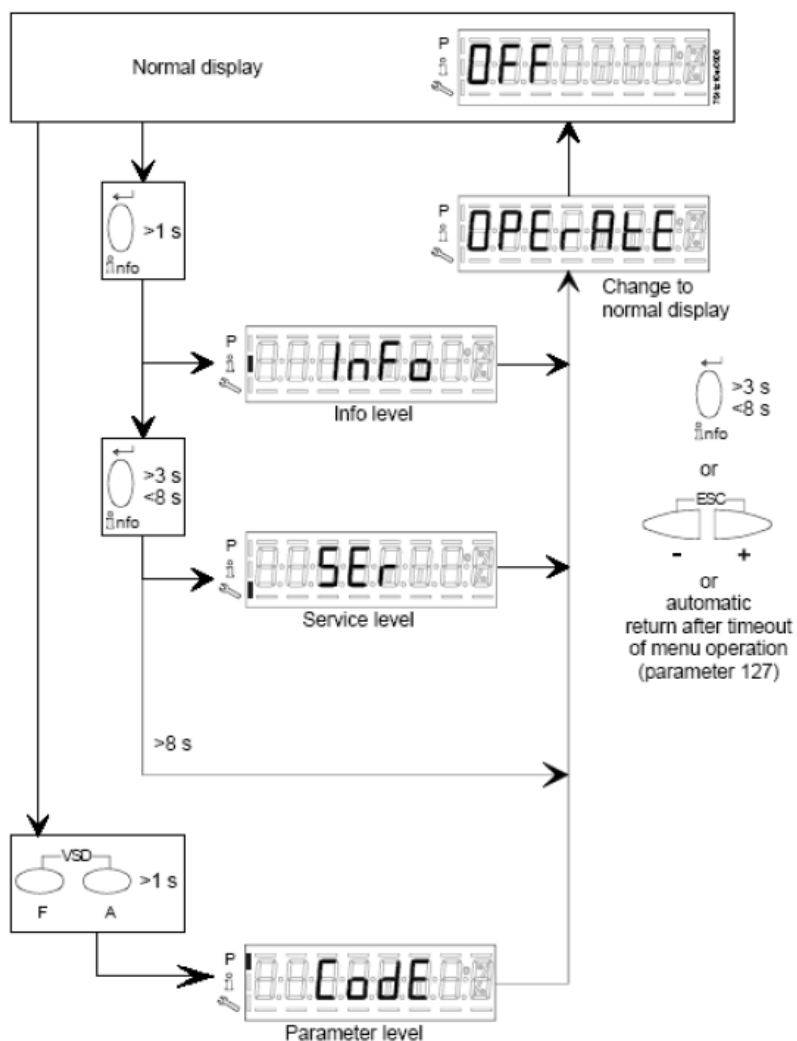 Normal display
P
i
OFF
>1 s
info
P
i
OPErAtE
Change to
normal display
P
i
InFo
Info level
>3 s
<8 s
info
>3 s
<8 s
info
or
ESC
- +
or
automatic
return after timeout
of menu operation
(parameter 127)
P
i
SEr
Service level
>8 s
VSD
>1 s
F A
P
i
CodE
Parameter level